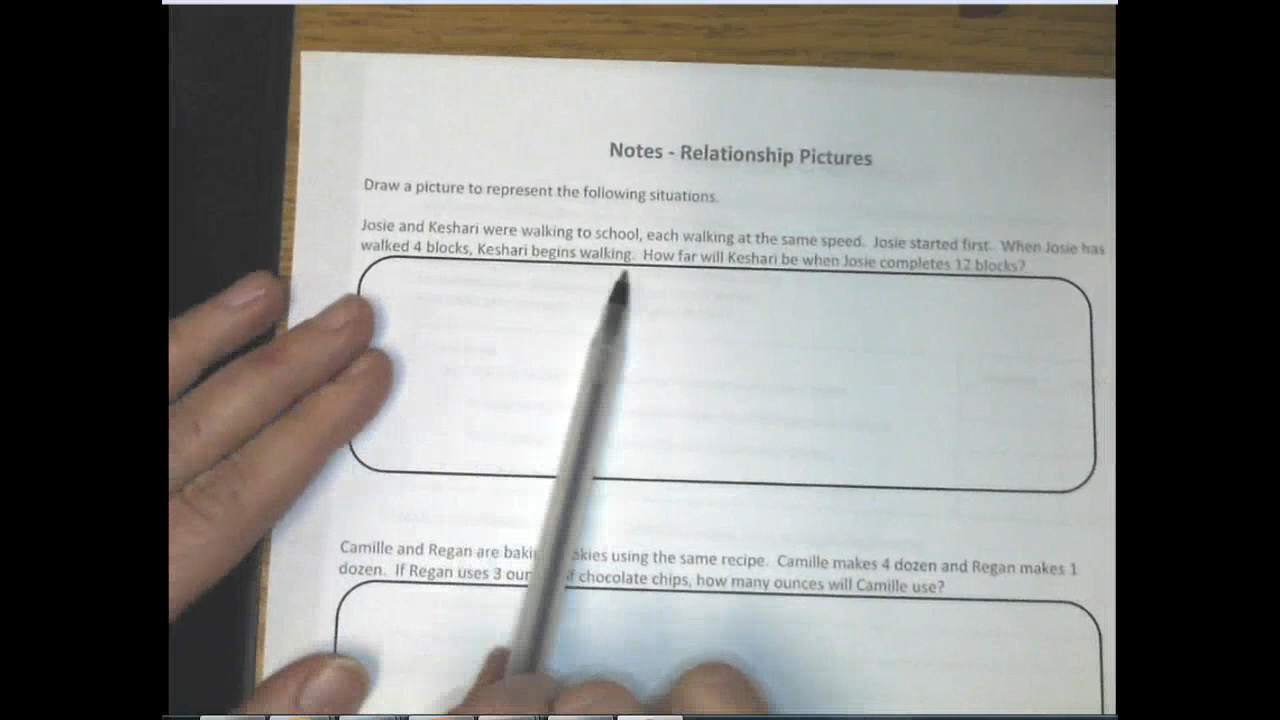 Notes - Relationship Pictures
Draw a picture to represent the following situations.
Josie and Keshari were walking to school, each walking at the same speed. Josie started first. When Josie has
walked 4 blocks, Keshari begins walking. How far will Keshari be when Josie completes 12 blocks?
Camille and Regan are using the same recipe. Camille makes 4 dozen and Regan makes 1
dozen. If Regan uses 3 chocolate chips, how many ounces will Camille use?